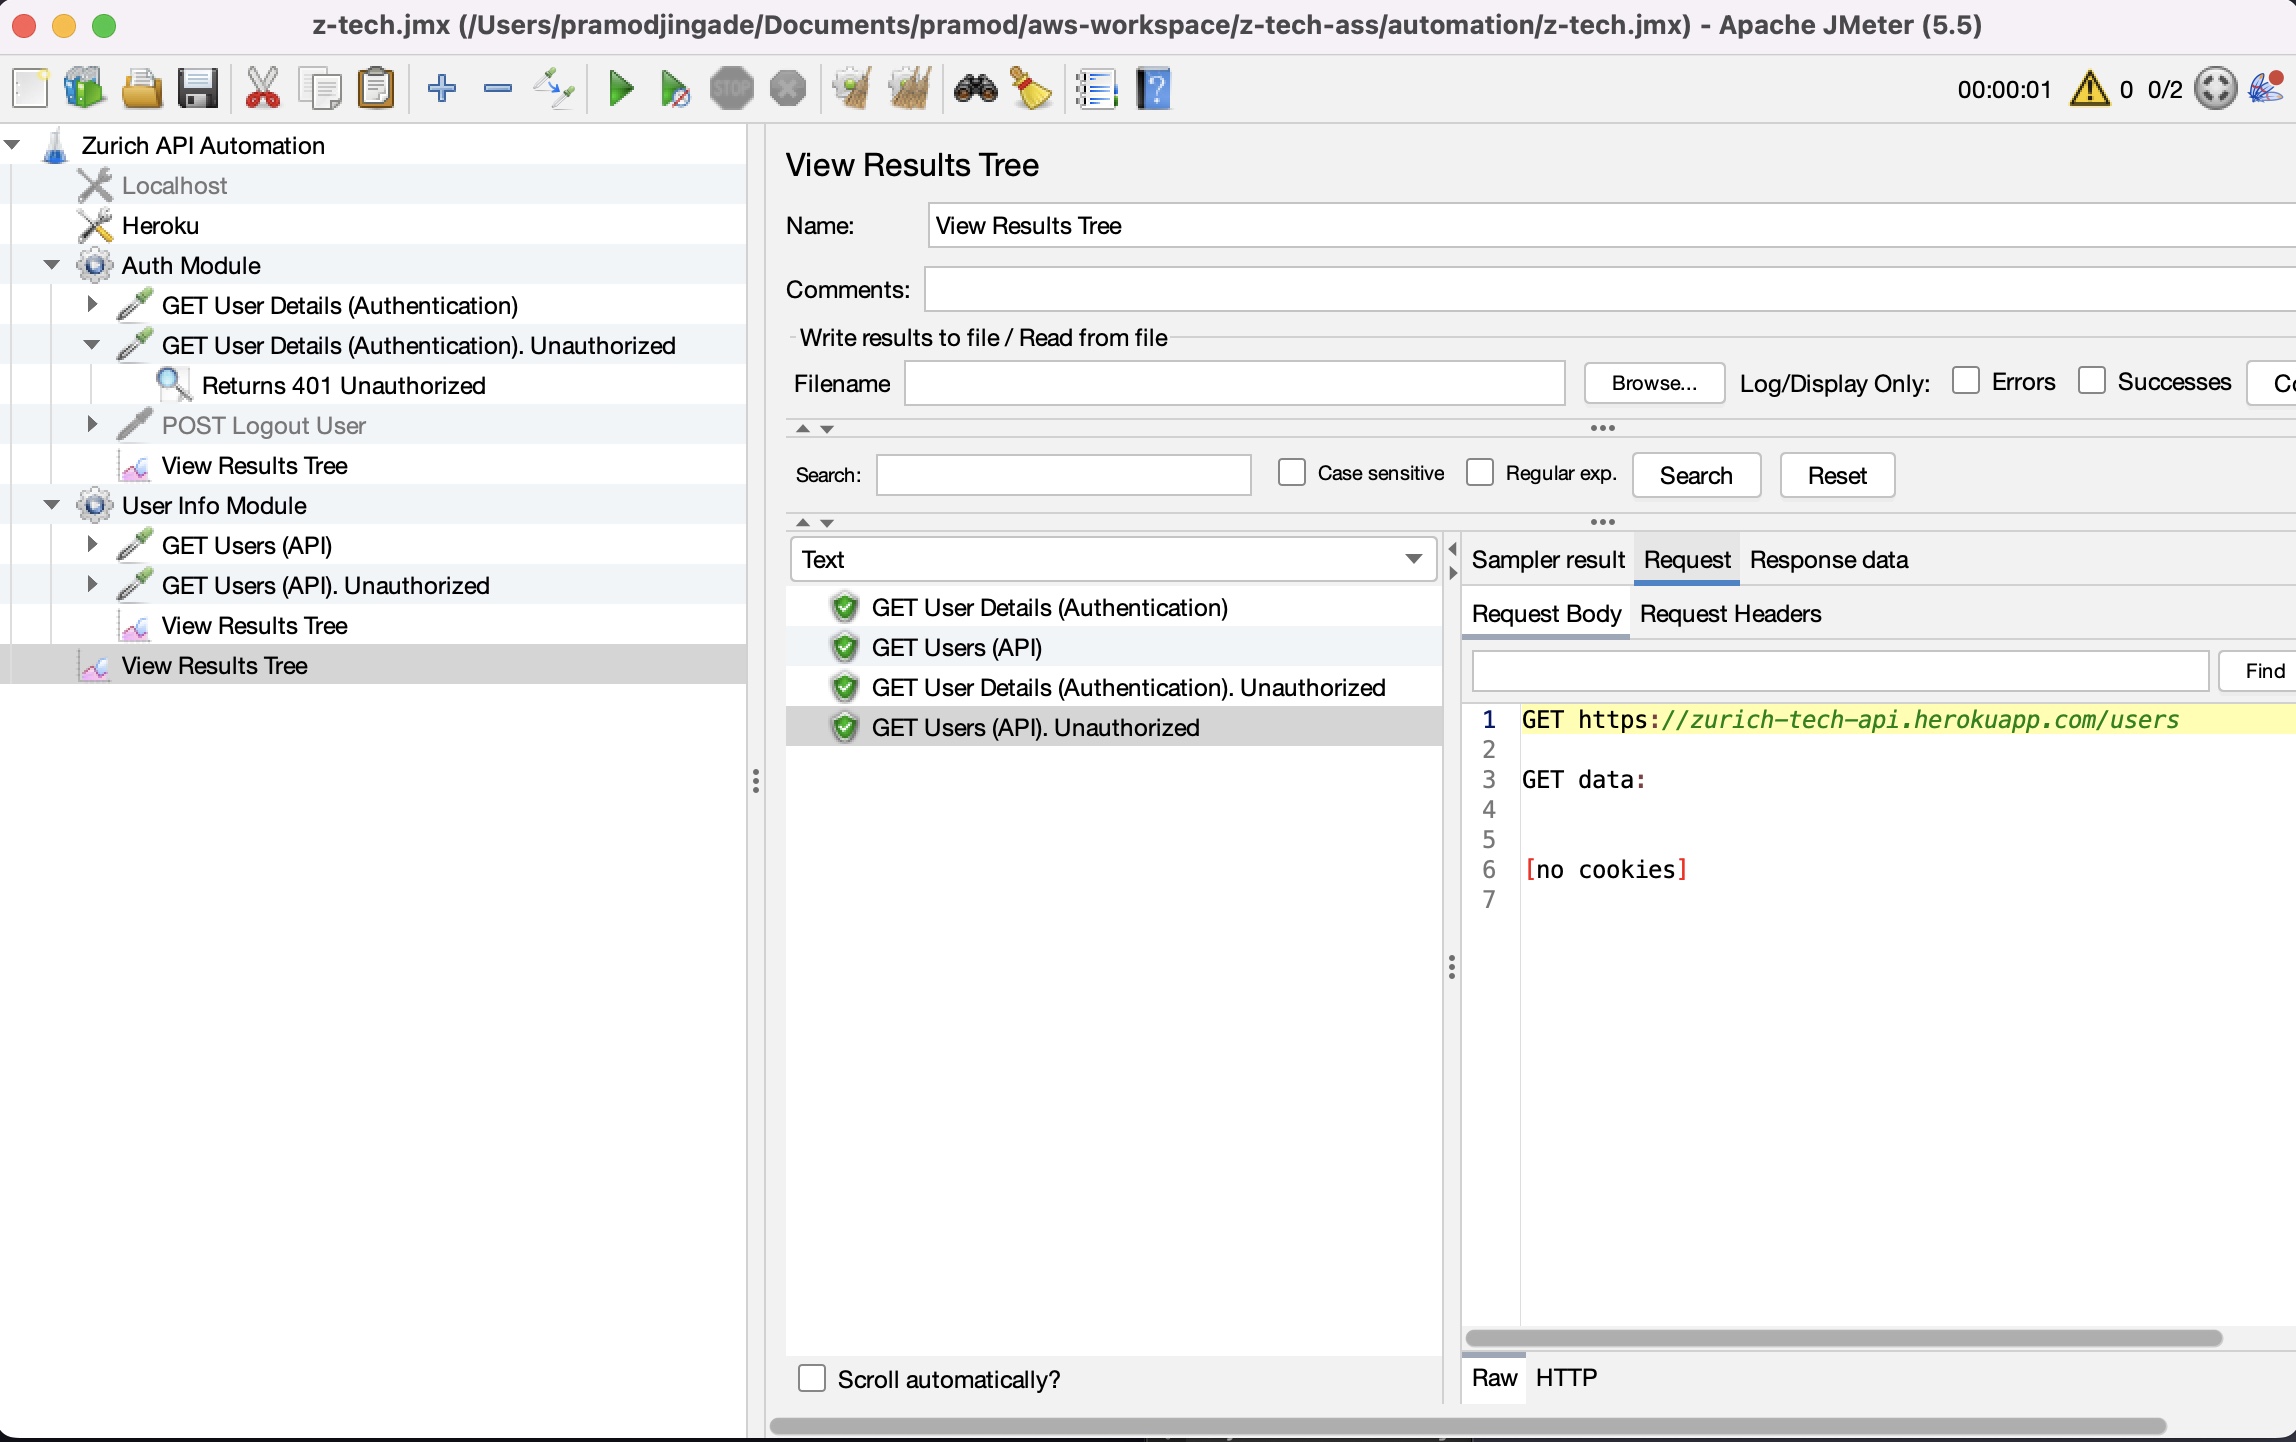 z-tech.jmx (/Users/pramodjingade/Documents/pramod/aws-workspace/z-tech-ass/automation/z-tech.jmx) - Apache JMeter (5.5)
STOP
00:00:01 0 0/2
Zurich API Automation
Localhost
Heroku
Auth Module
GET User Details (Authentication)
GET User Details (Authentication). Unauthorized
Returns 401 Unauthorized
POST Logout User
View Results Tree
User Info Module
GET Users (API)
GET Users (API). Unauthorized
View Results Tree
View Results Tree
View Results Tree
Name: View Results Tree
Comments:
Write results to file / Read from file
Filename Browse... Log/Display Only: Errors Successes Co
Search: Case sensitive Regular exp. Search Reset
Text
GET User Details (Authentication)
GET Users (API)
GET User Details (Authentication). Unauthorized
GET Users (API). Unauthorized
Scroll automatically?
Sampler result Request Response data
Request Body Request Headers
Find
1 GET https://zurich-tech-api.herokuapp.com/users
2
3 GET data:
4
5
6 [no cookies]
7
Raw HTTP